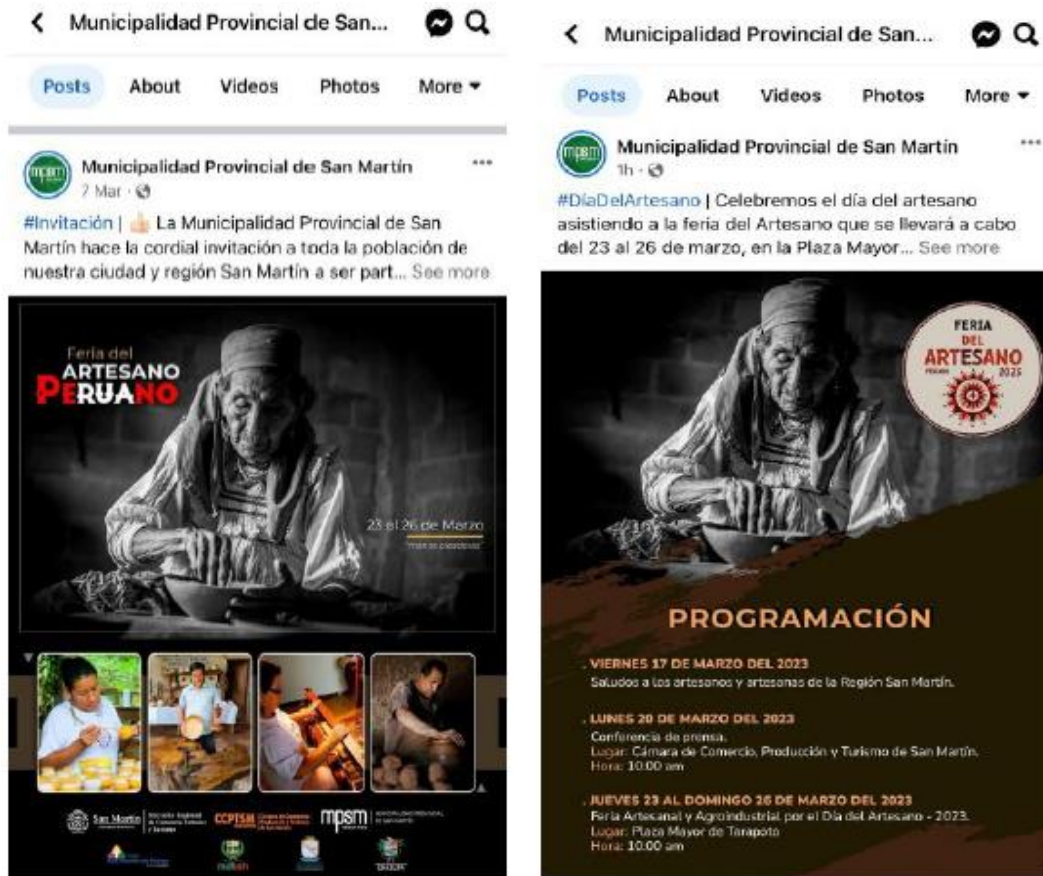 Municipalidad Provincial de San...
Posts About Videos Photos More
mpsm
Municipalidad Provincial de San Martín
7 Mar
#Invitación | La Municipalidad Provincial de San
Martín hace la cordial invitación a toda la población de
nuestra ciudad y región San Martín a ser part... See more
Feria del
ARTESANO
PERUANO
23 al 26 de Marzo
San Martín
CCPTSM
mpsm
Municipalidad Provincial de San...
Posts About Videos Photos More
mpsm
Municipalidad Provincial de San Martín
1h
#DíaDelArtesano | Celebremos el día del artesano
asistiendo a la feria del Artesano que se llevará a cabo
del 23 al 26 de marzo, en la Plaza Mayor... See more
FERIA
DEL
ARTESANO
2023
PROGRAMACIÓN
. VIERNES 17 DE MARZO DEL 2023
Saludos a los artesanos y artesanas de la Región San Martín.
. LUNES 20 DE MARZO DEL 2023
Conferencia de prensa.
Lugar: Cámara de Comercio, Producción y Turismo de San Martín.
Hora: 10:00 am
. JUEVES 23 AL DOMINGO 26 DE MARZO DEL 2023
Feria Artesanal y Agroindustrial por el Día del Artesano - 2023.
Lugar: Plaza Mayor de Tarapoto
Hora: 10:00 am